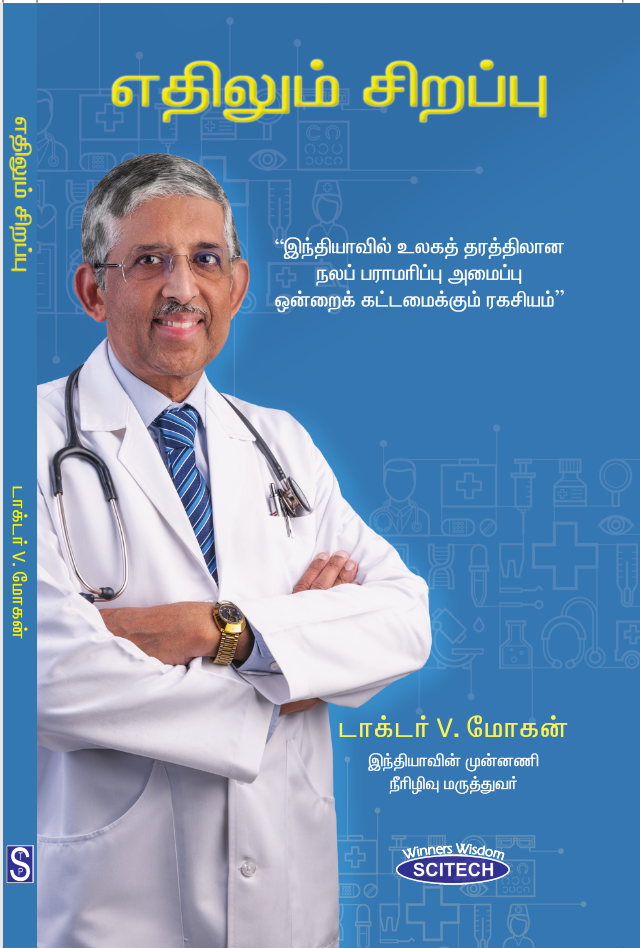 எதிலும் சிறப்பு
“இந்தியாவில் உலகத் தரத்திலான
நலப் பராமரிப்பு அமைப்பு
ஒன்றைக் கட்டமைக்கும் ரகசியம்”
டாக்டர் V. மோகன்
இந்தியாவின் முன்னணி
நீரிழிவு மருத்துவர்
Winners Wisdom
SCITECH
எதிலும் சிறப்பு
டாக்டர் V. மோகன்
SP